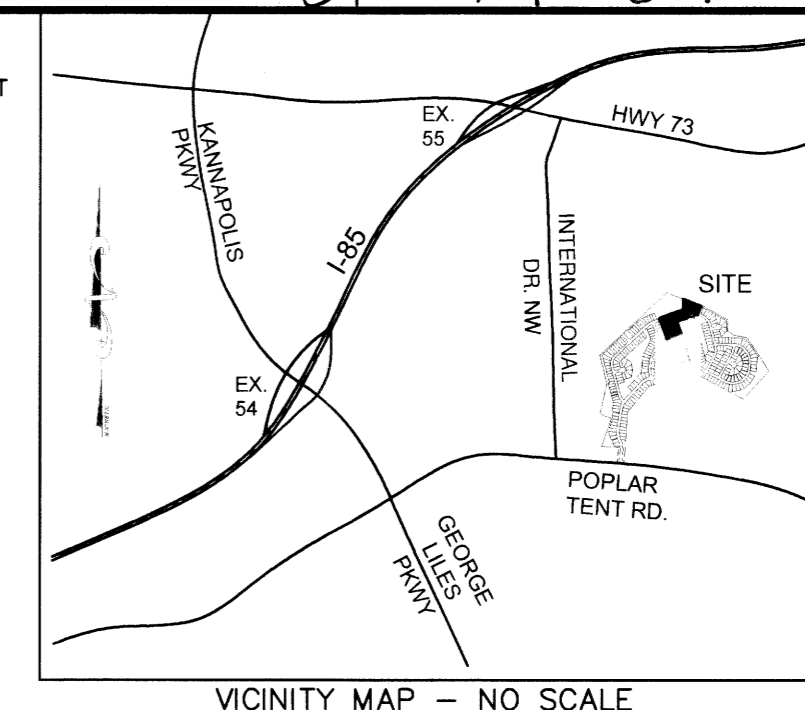 T
EX.
55
HWY 73
KANNAPOLIS
PKWY
I-85
INTERNATIONAL
DR. NW
SITE
EX.
54
POPLAR
TENT RD.
GEORGE
LILES
PKWY
VICINITY MAP – NO SCALE